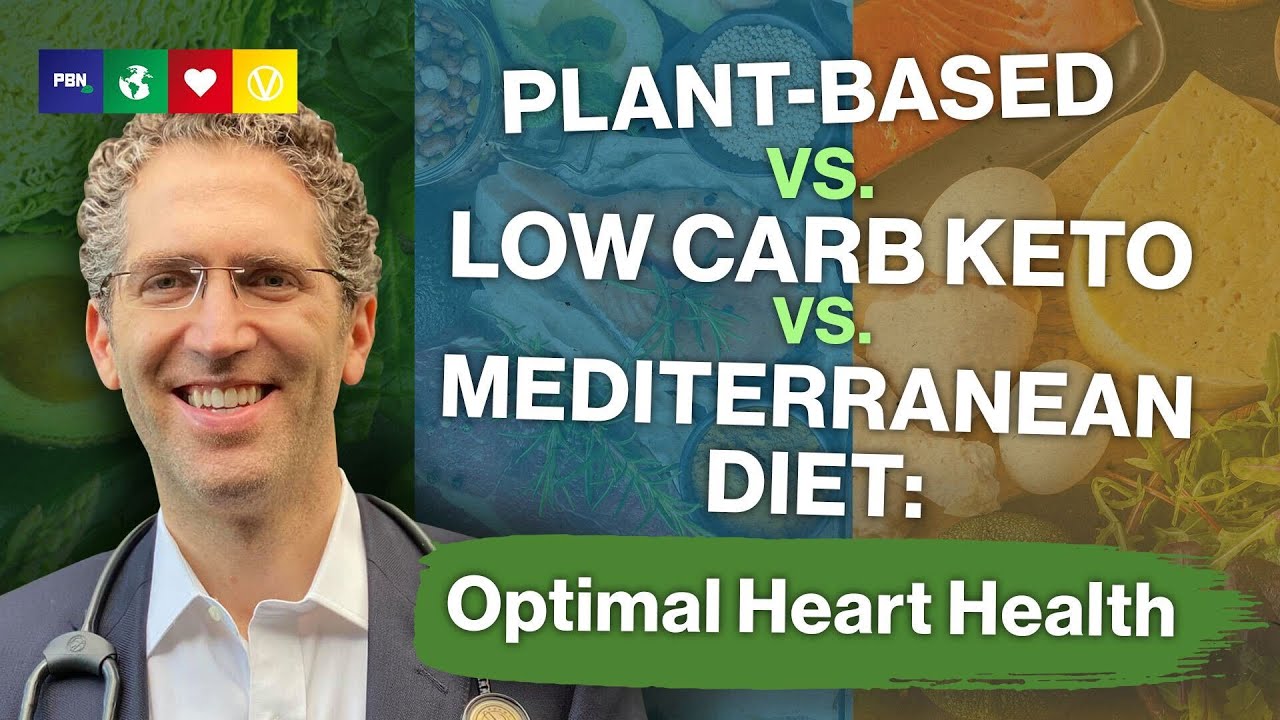 PBN
PLANT-BASED
VS.
LOW CARB KETO
VS.
MEDITERRANEAN
DIET:
Optimal Heart Health